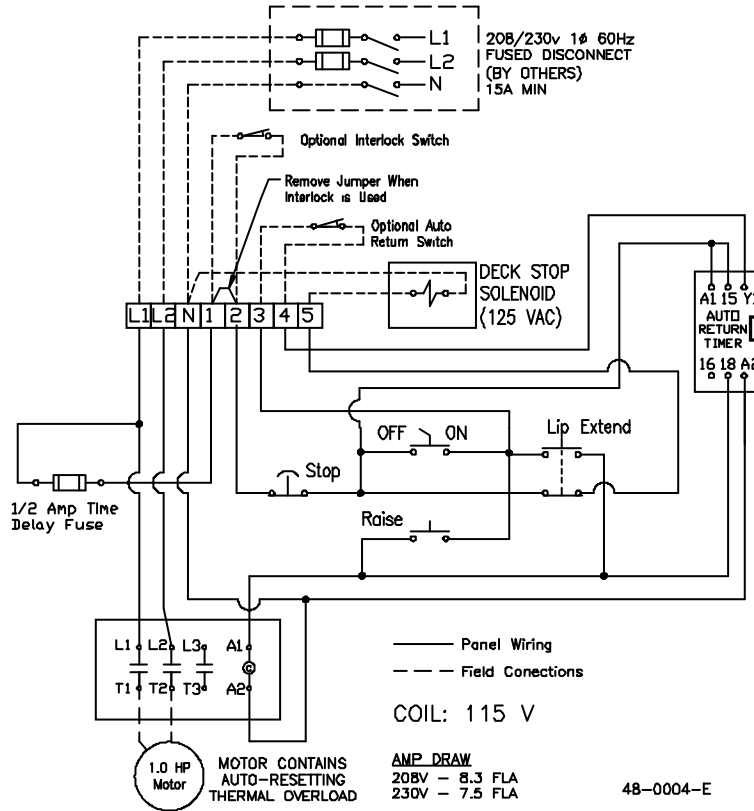 L1
L2
N
208/230v 1ϕ 60Hz
FUSED DISCONNECT
(BY OTHERS)
15A MIN
Optional Interlock Switch
Remove Jumper When
Interlock is Used
Optional Auto
Return Switch
DECK STOP
SOLENOID
(125 VAC)
L1 L2 N 1 2 3 4 5
A1 15 Y1
AUTO
RETURN
TIMER
16 18 A2
OFF ON
Lip Extend
Stop
Raise
1/2 Amp Time
Delay Fuse
L1 L2 L3 A1
C
T1 T2 T3 A2
Panel Wiring
Field Conections
COIL: 115 V
1.0 HP
Motor
MOTOR CONTAINS
AUTO-RESETTING
THERMAL OVERLOAD
AMP DRAW
208V - 8.3 FLA
230V - 7.5 FLA
48-0004-E